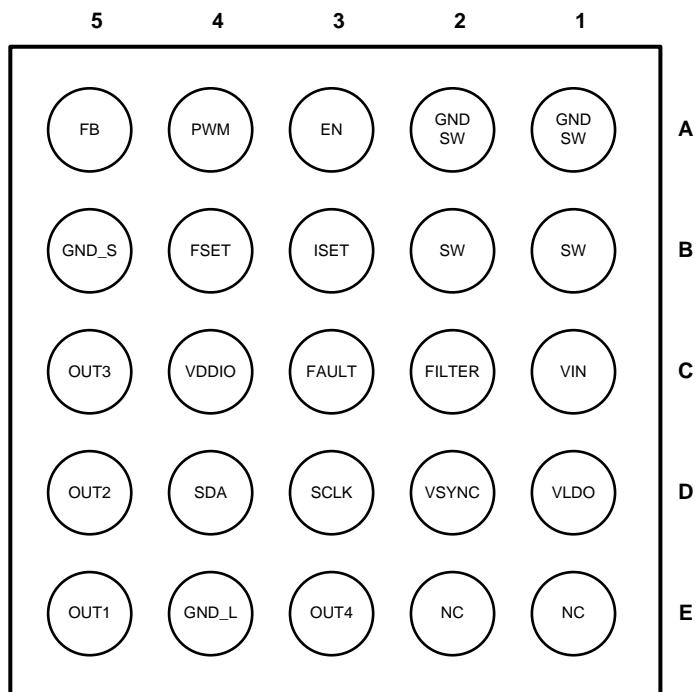 5 4 3 2 1
FB PWM EN GND SW GND SW A
GND_S FSET ISET SW SW B
OUT3 VDDIO FAULT FILTER VIN C
OUT2 SDA SCLK VSYNC VLDO D
OUT1 GND_L OUT4 NC NC E